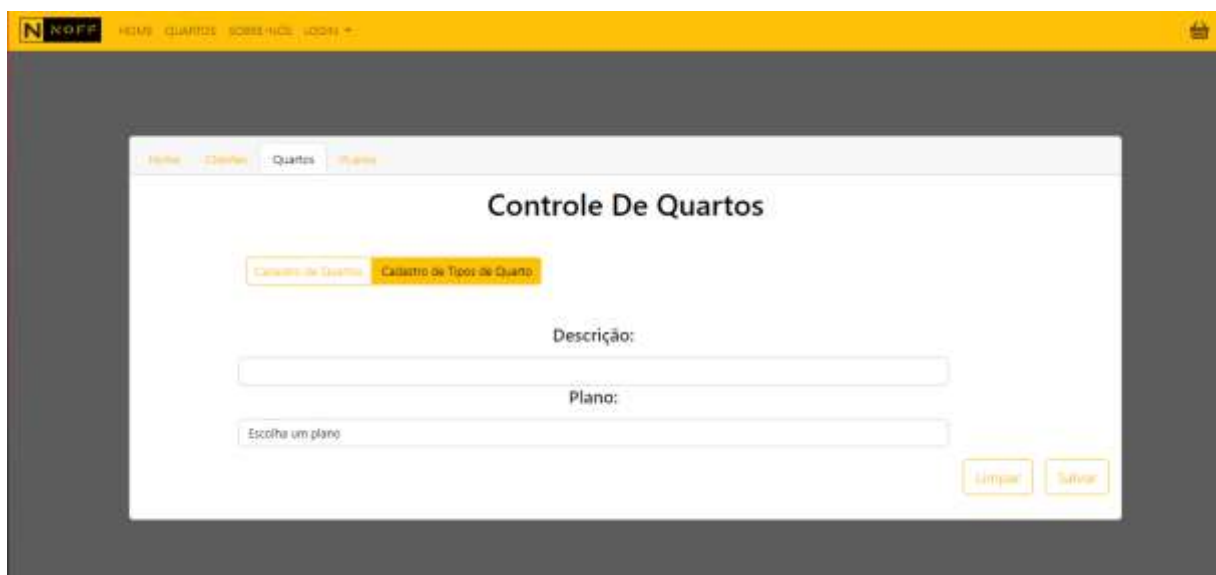 N NOFF HOME QUARTOS SOBRE-NÓS LOGIN
Home Clientes Quartos Planos
Controle De Quartos
Cadastro de Quartos Cadastro de Tipos de Quarto
Descrição:
Plano:
Escolha um plano
Limpar Salvar